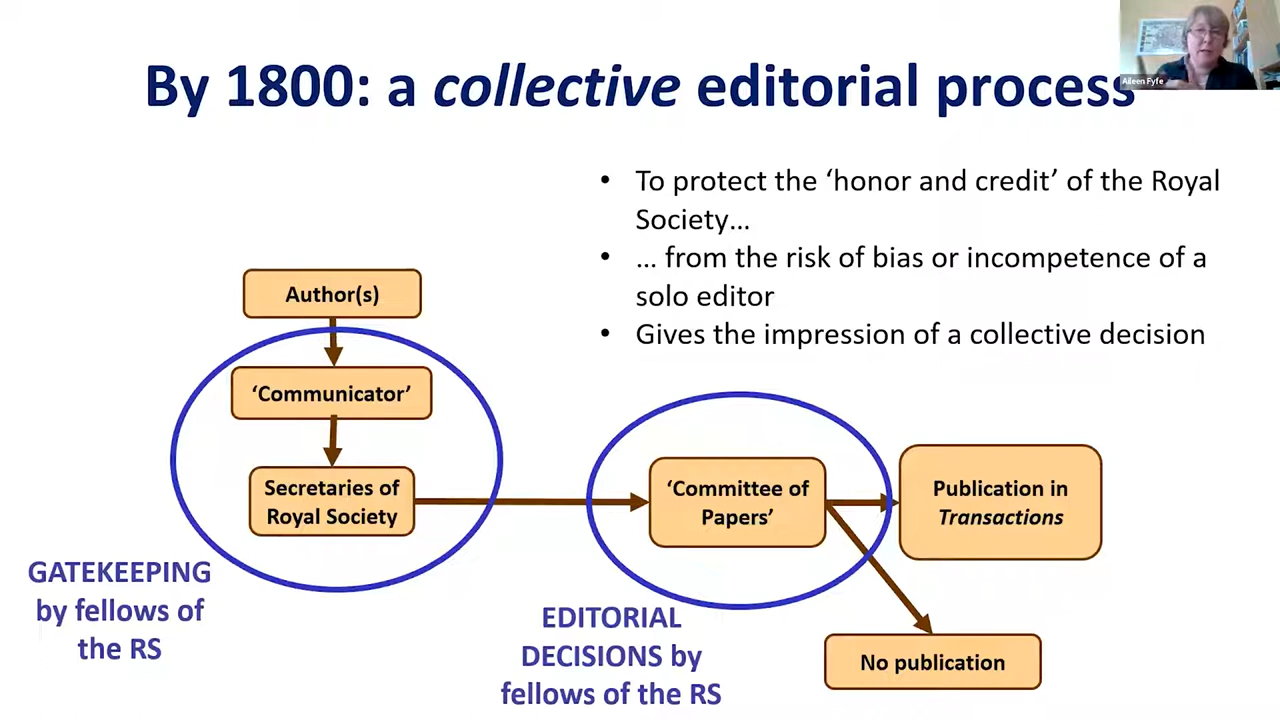 By 1800: a collective editorial process
Aileen Fyfe
• To protect the ‘honor and credit’ of the Royal
Society…
• … from the risk of bias or incompetence of a
solo editor
• Gives the impression of a collective decision
Author(s)
‘Communicator’
Secretaries of
Royal Society
‘Committee of
Papers’
Publication in
Transactions
No publication
GATEKEEPING
by fellows of
the RS
EDITORIAL
DECISIONS by
fellows of the RS